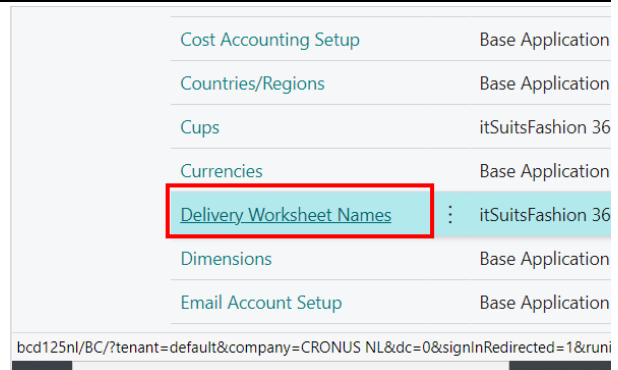 Cost Accounting Setup Base Application
Countries/Regions Base Application
Cups itSuitsFashion 36
Currencies Base Application
Delivery Worksheet Names itSuitsFashion 36
Dimensions Base Application
Email Account Setup Base Application
bcd125nl/BC/?tenant=default&company=CRONUS NL&dc=0&signInRedirected=1&runi